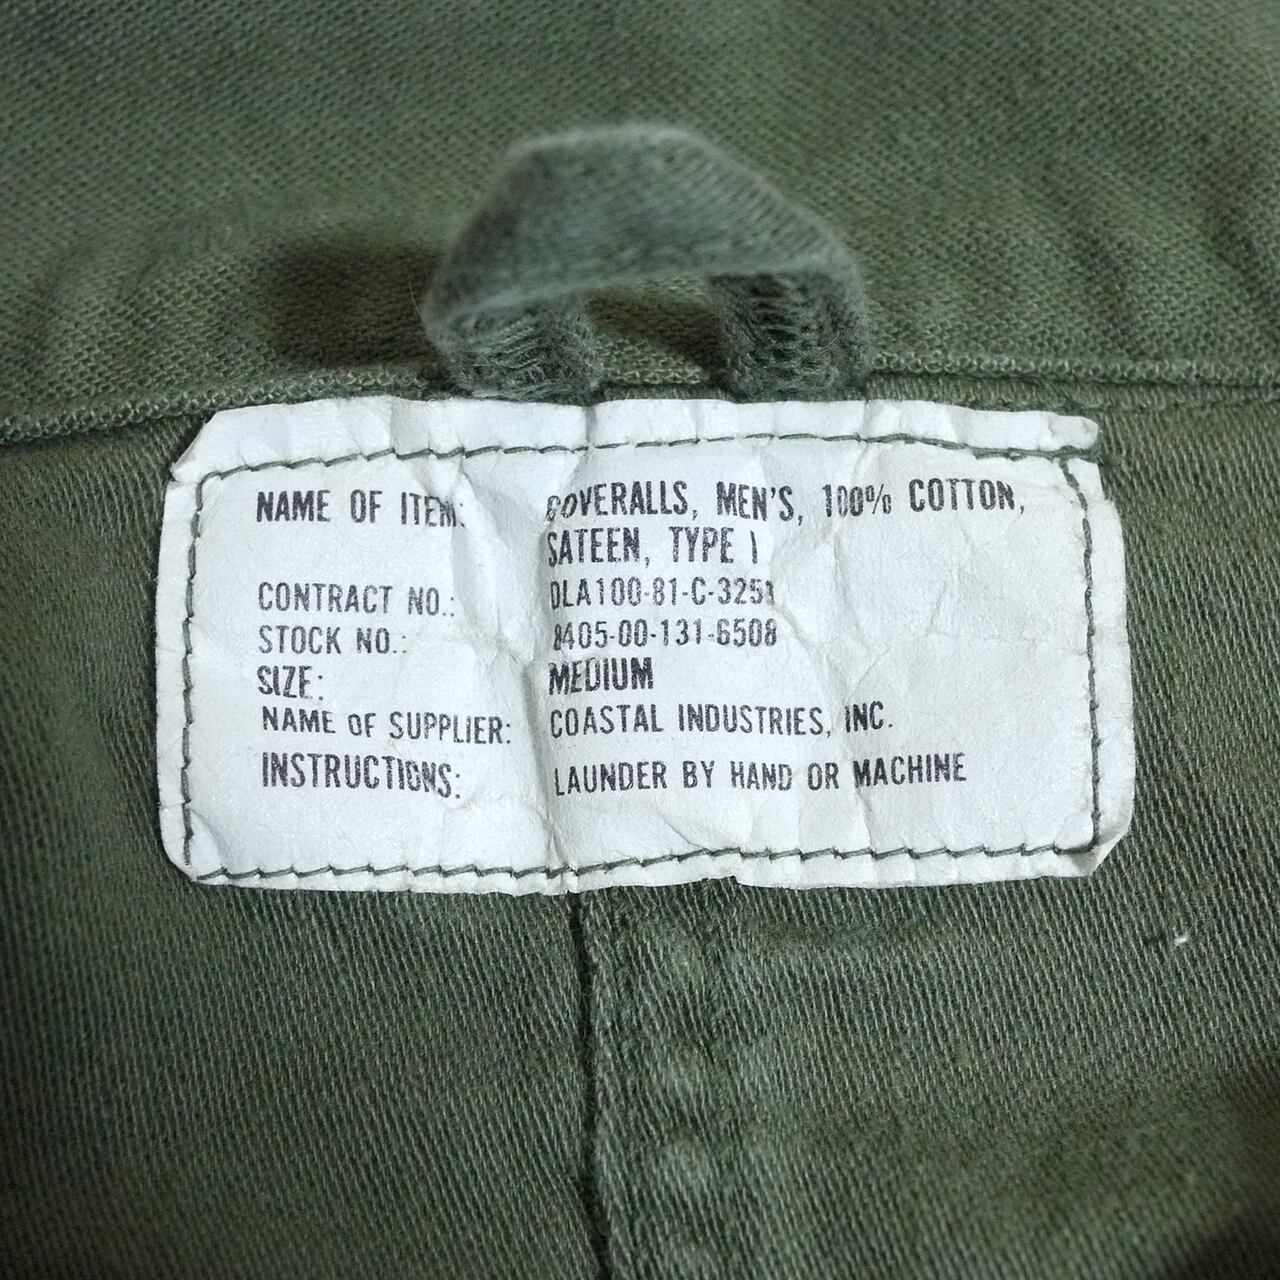 NAME OF ITEM: COVERALLS, MEN'S, 100% COTTON,
SATEEN, TYPE I
CONTRACT NO.: DLA100-81-C-3251
STOCK NO.: 8405-00-131-6508
SIZE: MEDIUM
NAME OF SUPPLIER: COASTAL INDUSTRIES, INC.
INSTRUCTIONS: LAUNDER BY HAND OR MACHINE